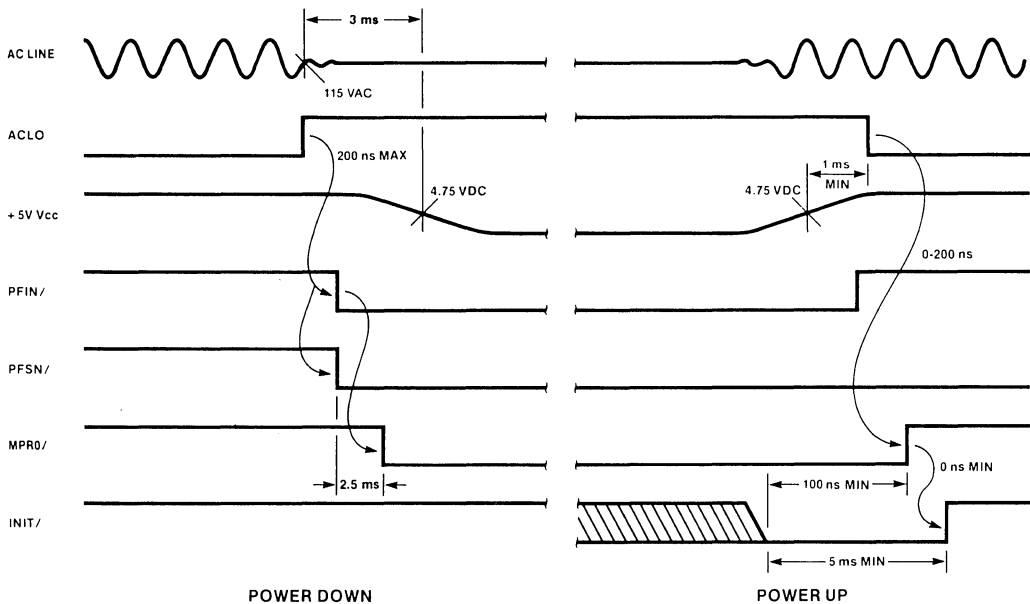 3 ms
AC LINE
115 VAC
ACLO
200 ns MAX
1 ms
MIN
4.75 VDC
4.75 VDC
+ 5V Vcc
0-200 ns
PFIN/
PFSN/
MPR0/
0 ns MIN
2.5 ms
100 ns MIN
INIT/
5 ms MIN
POWER DOWN
POWER UP